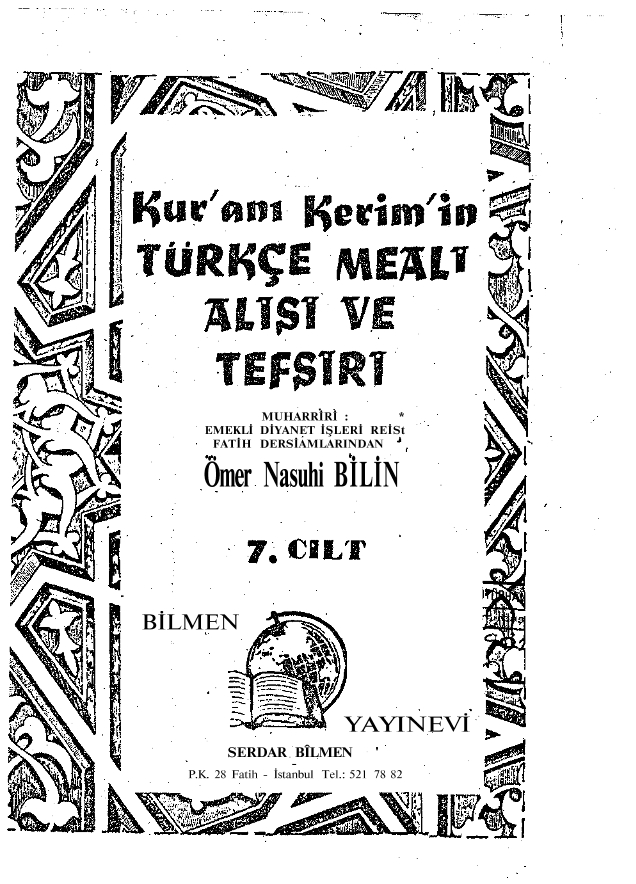 Kur'anı Kerim'in
TÜRKÇE MEALİ
ALİSİ VE
TEFSİRİ
MUHARRİRİ :
EMEKLİ DİYANET İŞLERİ REİSt
FATİH DERSİAMLARINDAN
Ömer Nasuhi BİLİN
7. CİLT
BİLMEN
YAYINEVİ
SERDAR BİLMEN
P.K. 28 Fatih - İstanbul Tel.: 521 78 82